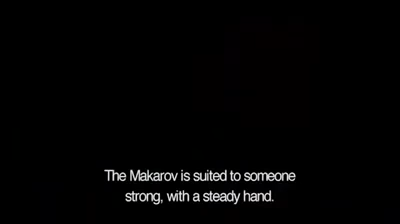 The Makarov is suited to someone
strong, with a steady hand.